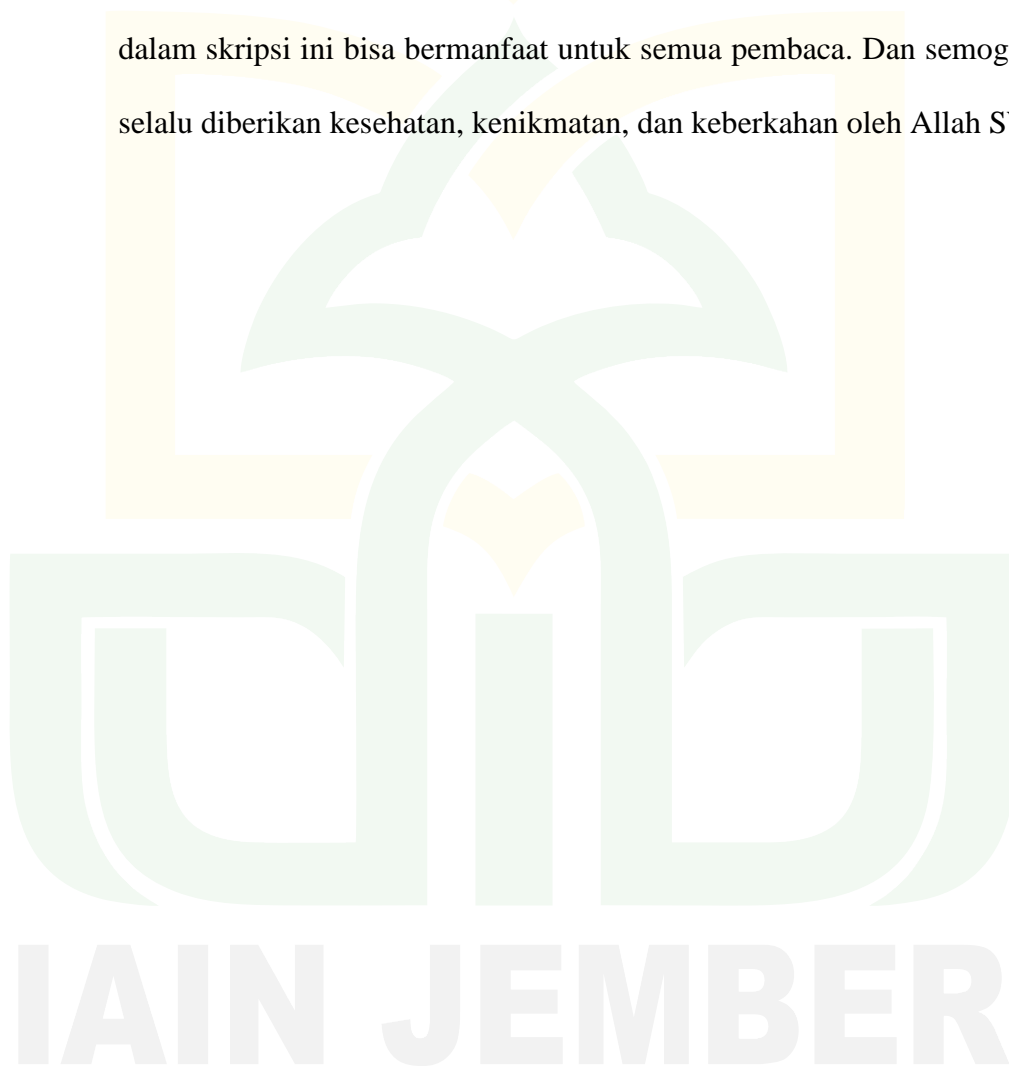 dalam skripsi ini bisa bermanfaat untuk semua pembaca. Dan semog
selalu diberikan kesehatan, kenikmatan, dan keberkahan oleh Allah S
IAIN JEMBER